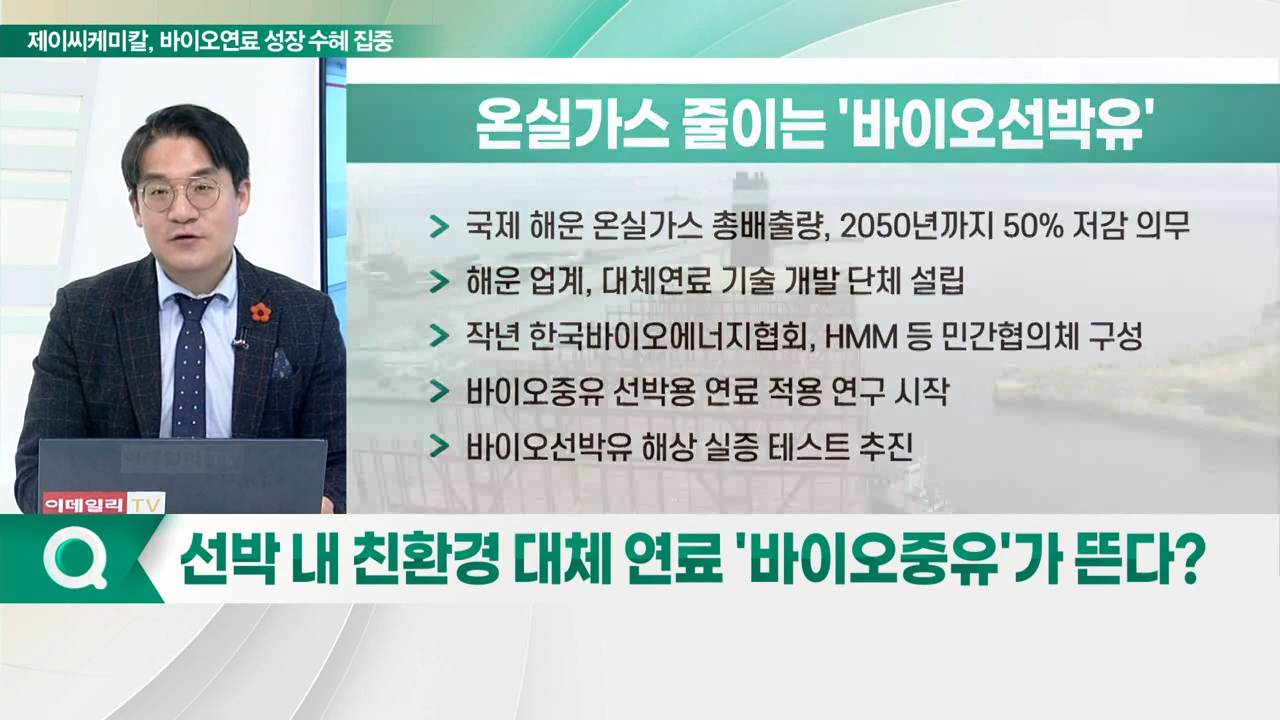 제이씨케미칼, 바이오연료 성장 수혜 집중
온실가스 줄이는 '바이오선박유'
> 국제 해운 온실가스 총배출량, 2050년까지 50% 저감 의무
> 해운 업계, 대체연료 기술 개발 단체 설립
> 작년 한국바이오에너지협회, HMM 등 민간협의체 구성
> 바이오중유 선박용 연료 적용 연구 시작
> 바이오선박유 해상 실증 테스트 추진
이데일리 TV
Q 선박 내 친환경 대체 연료 '바이오중유'가 뜬다?